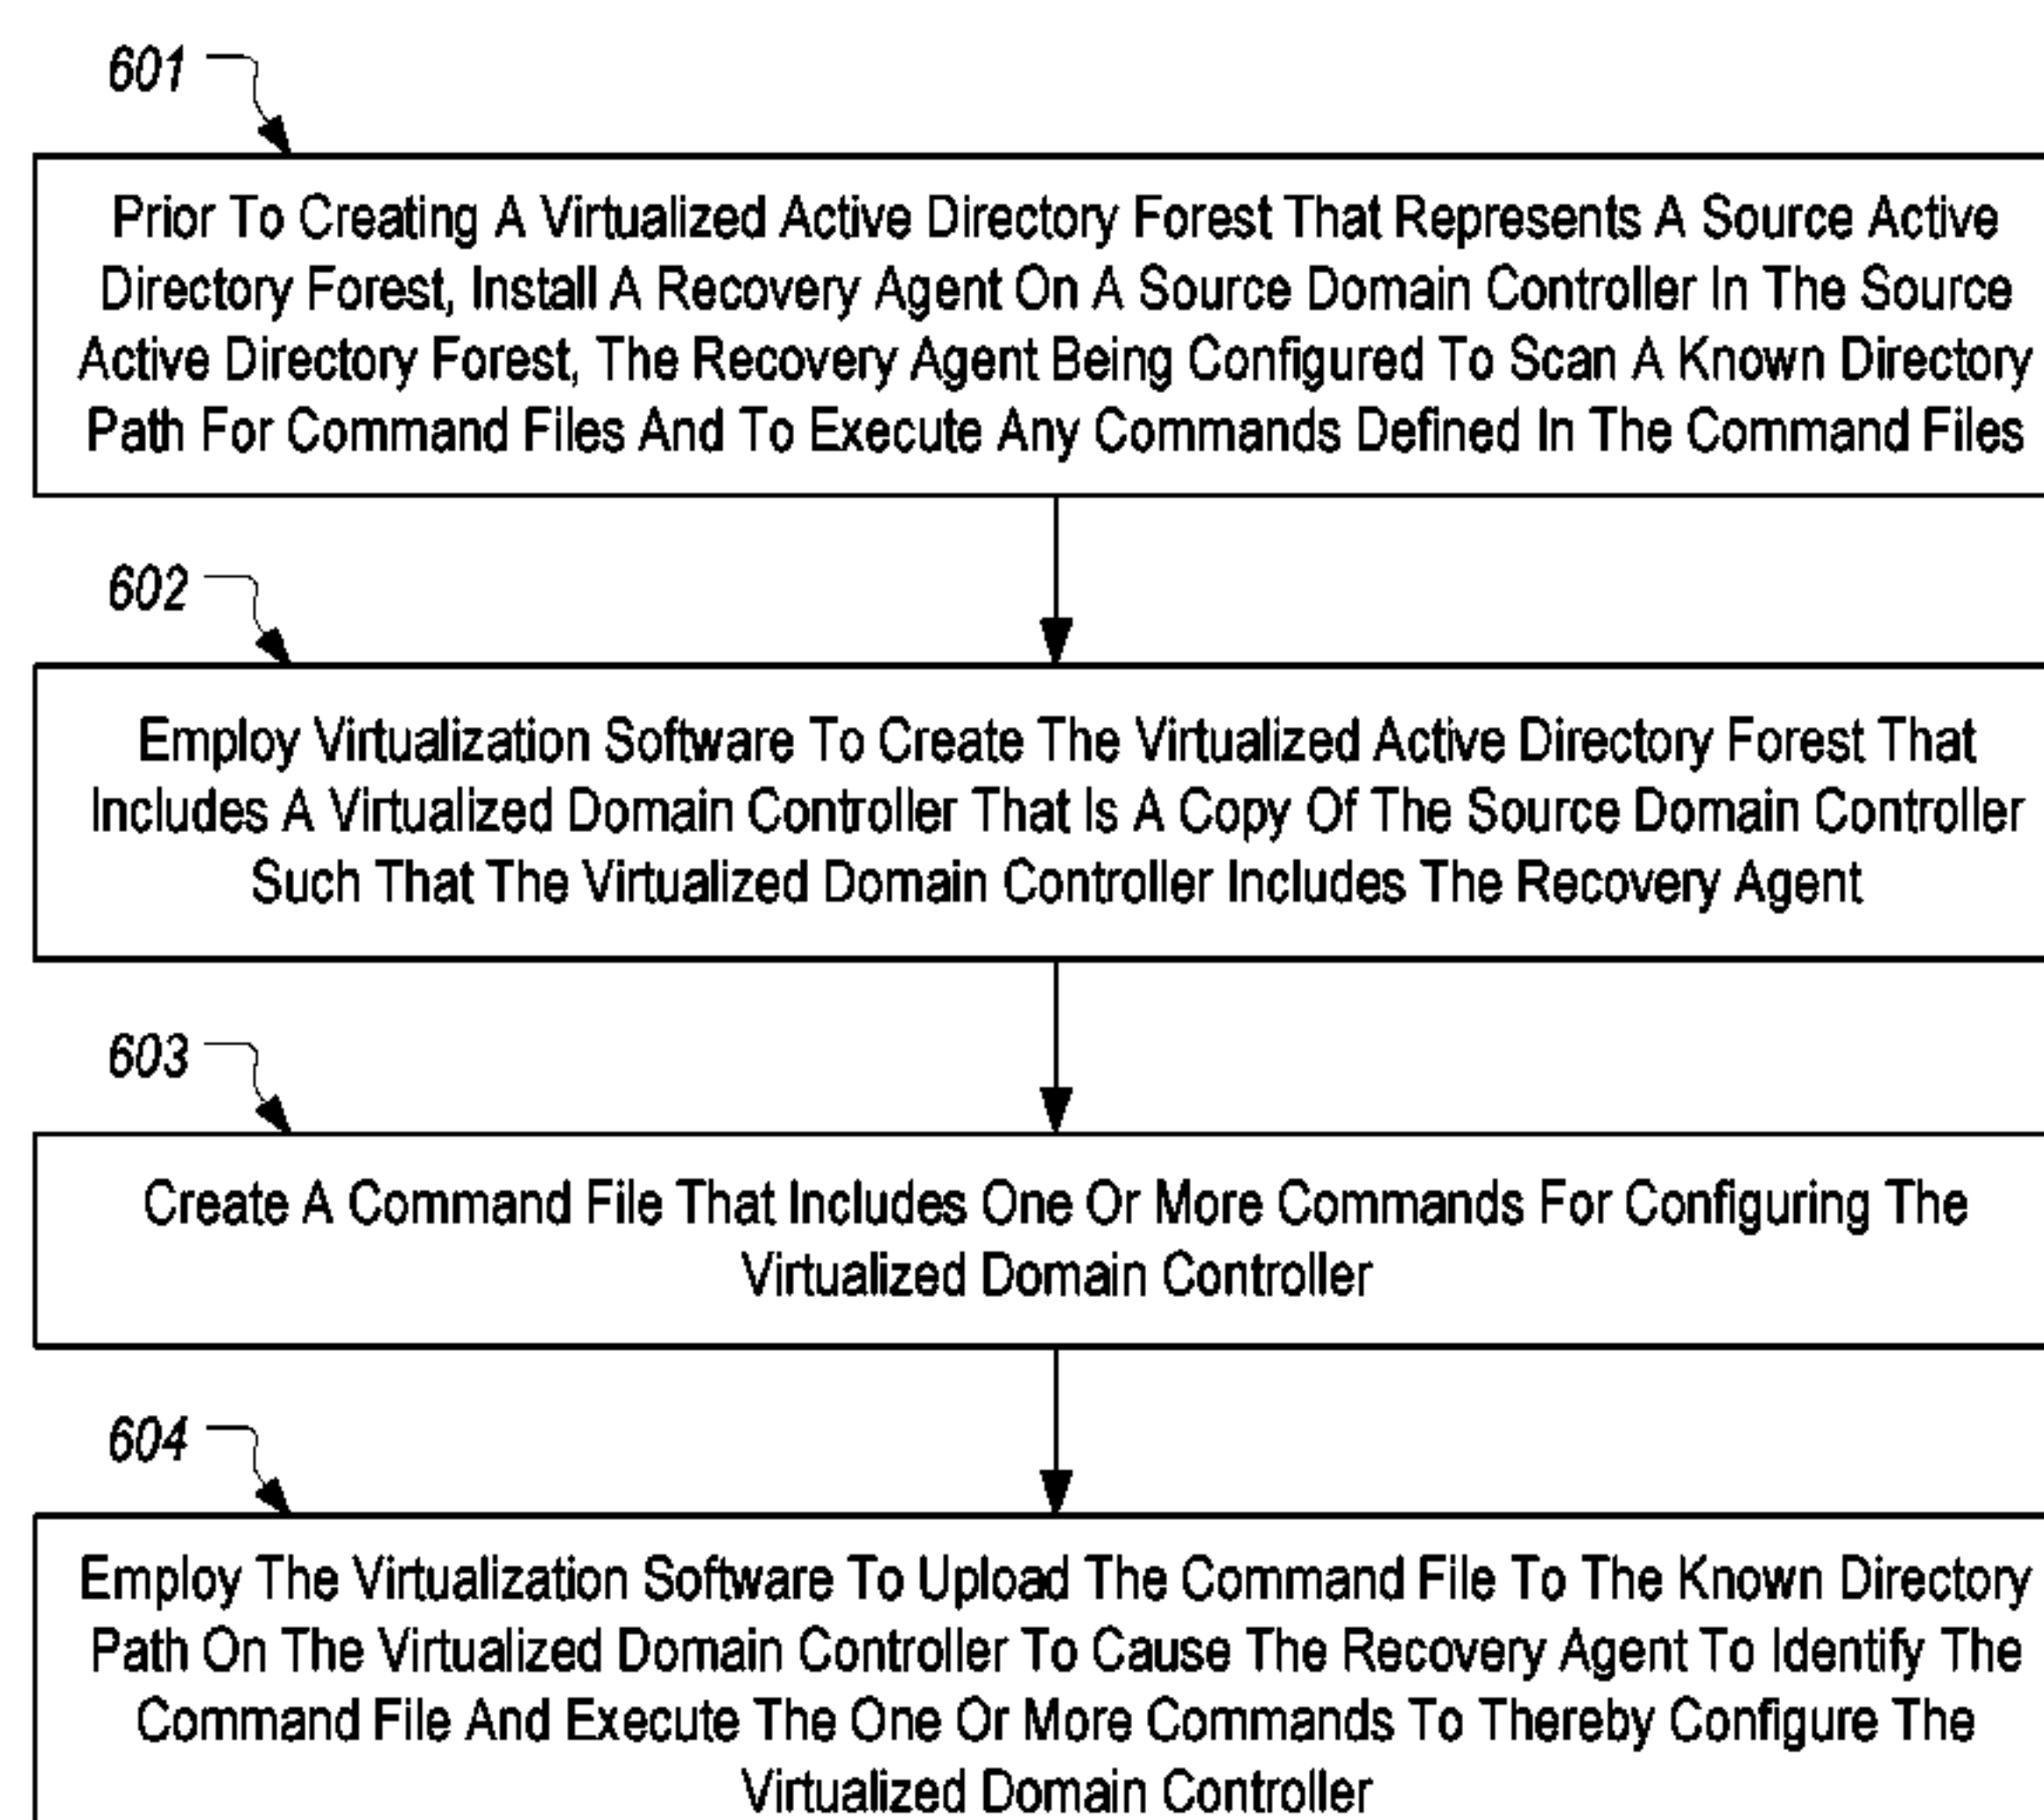 601
Prior To Creating A Virtualized Active Directory Forest That Represents A Source Active
Directory Forest, Install A Recovery Agent On A Source Domain Controller In The Source
Active Directory Forest, The Recovery Agent Being Configured To Scan A Known Directory
Path For Command Files And To Execute Any Commands Defined In The Command Files
602
Employ Virtualization Software To Create The Virtualized Active Directory Forest That
Includes A Virtualized Domain Controller That Is A Copy Of The Source Domain Controller
Such That The Virtualized Domain Controller Includes The Recovery Agent
603
Create A Command File That Includes One Or More Commands For Configuring The
Virtualized Domain Controller
604
Employ The Virtualization Software To Upload The Command File To The Known Directory
Path On The Virtualized Domain Controller To Cause The Recovery Agent To Identify The
Command File And Execute The One Or More Commands To Thereby Configure The
Virtualized Domain Controller